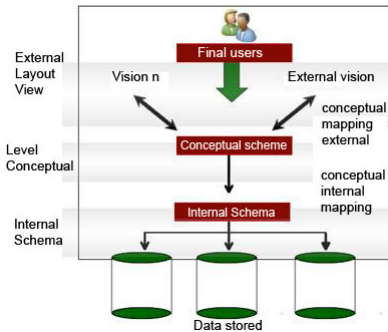 Final users
External
Layout
View
Vision n
External vision
conceptual
mapping
external
Level
Conceptual
Conceptual scheme
conceptual
internal
mapping
Internal
Schema
Internal Schema
Data stored